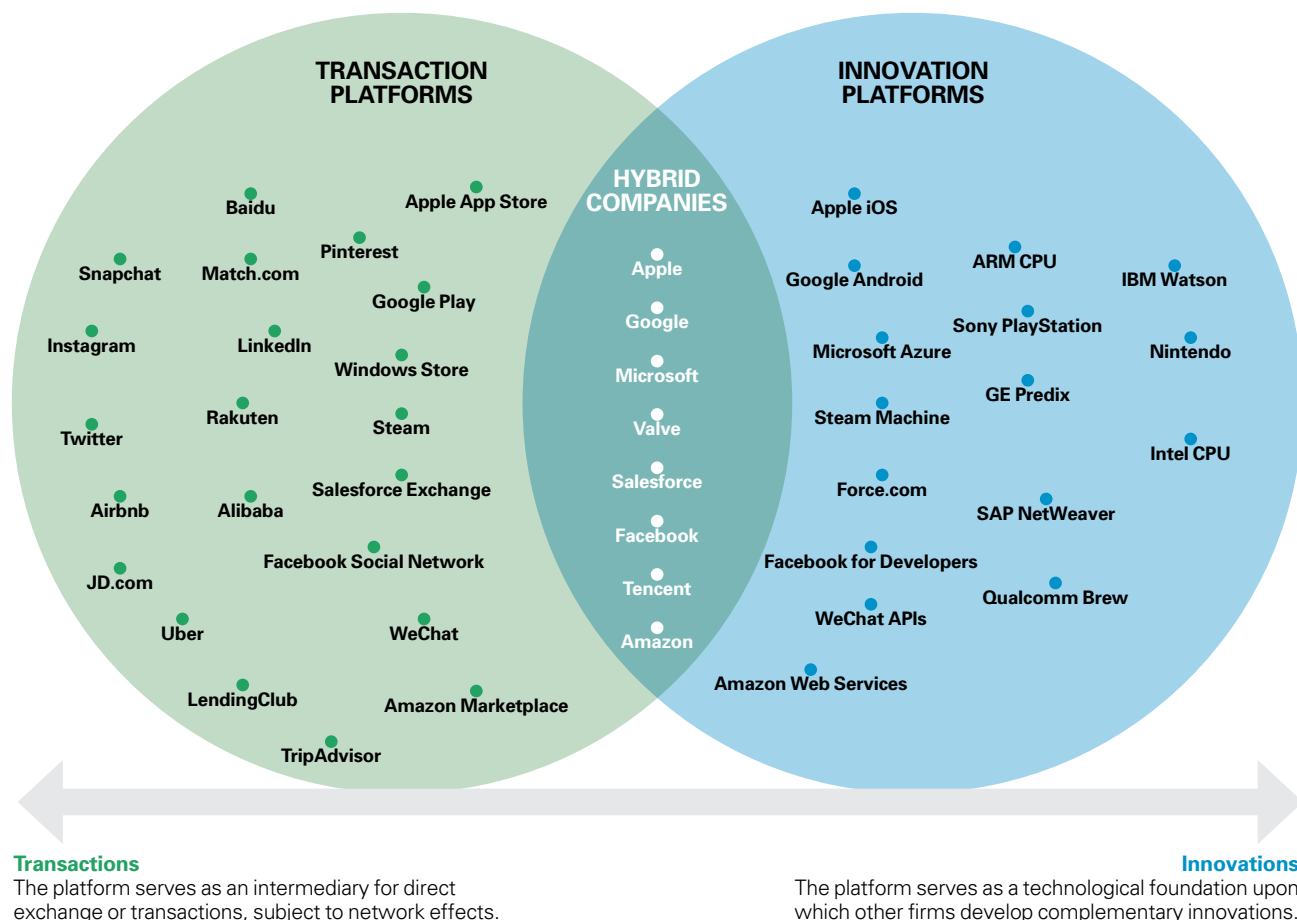 TRANSACTION
PLATFORMS
Baidu
Apple App Store
Pinterest
Snapchat
Match.com
Google Play
Instagram
LinkedIn
Windows Store
Rakuten
Steam
Twitter
Salesforce Exchange
Airbnb
Alibaba
Facebook Social Network
JD.com
Uber
WeChat
LendingClub
Amazon Marketplace
TripAdvisor
HYBRID
COMPANIES
Apple
Google
Microsoft
Valve
Salesforce
Facebook
Tencent
Amazon
INNOVATION
PLATFORMS
Apple iOS
ARM CPU
Google Android
IBM Watson
Sony PlayStation
Microsoft Azure
Nintendo
GE Predix
Steam Machine
Intel CPU
Force.com
SAP NetWeaver
Facebook for Developers
Qualcomm Brew
WeChat APIs
Amazon Web Services
Transactions
The platform serves as an intermediary for direct
exchange or transactions, subject to network effects.
Innovations
The platform serves as a technological foundation upon
which other firms develop complementary innovations.